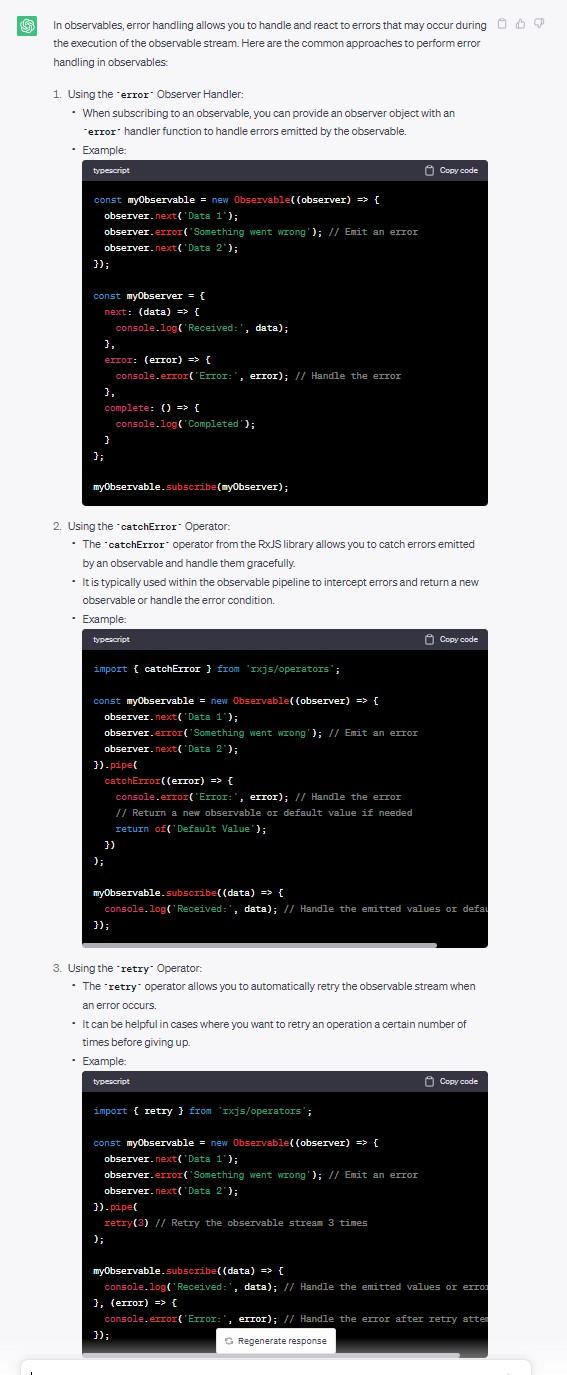 In observables, error handling allows you to handle and react to errors that may occur during
the execution of the observable stream. Here are the common approaches to perform error
handling in observables:
1. Using the `error` Observer Handler:
• When subscribing to an observable, you can provide an observer object with an
`error` handler function to handle errors emitted by the observable.
• Example:
typescript Copy code
const myObservable = new Observable((observer) => {
  observer.next('Data 1');
  observer.error('Something went wrong'); // Emit an error
  observer.next('Data 2');
});
const myObserver = {
  next: (data) => {
    console.log('Received:', data);
  },
  error: (error) => {
    console.error('Error:', error); // Handle the error
  },
  complete: () => {
    console.log('Completed');
  }
};
myObservable.subscribe(myObserver);
2. Using the `catchError` Operator:
• The `catchError` operator from the RxJS library allows you to catch errors emitted
by an observable and handle them gracefully.
• It is typically used within the observable pipeline to intercept errors and return a new
observable or handle the error condition.
• Example:
typescript Copy code
import { catchError } from 'rxjs/operators';
const myObservable = new Observable((observer) => {
  observer.next('Data 1');
  observer.error('Something went wrong'); // Emit an error
  observer.next('Data 2');
}).pipe(
  catchError((error) => {
    console.error('Error:', error); // Handle the error
    // Return a new observable or default value if needed
    return of('Default Value');
  })
);
myObservable.subscribe((data) => {
  console.log('Received:', data); // Handle the emitted values or defau
});
3. Using the `retry` Operator:
• The `retry` operator allows you to automatically retry the observable stream when
an error occurs.
• It can be helpful in cases where you want to retry an operation a certain number of
times before giving up.
• Example:
typescript Copy code
import { retry } from 'rxjs/operators';
const myObservable = new Observable((observer) => {
  observer.next('Data 1');
  observer.error('Something went wrong'); // Emit an error
  observer.next('Data 2');
}).pipe(
  retry(3) // Retry the observable stream 3 times
);
myObservable.subscribe((data) => {
  console.log('Received:', data); // Handle the emitted values or error
}, (error) => {
  console.error('Error:', error); // Handle the error after retry attem
});
Regenerate response